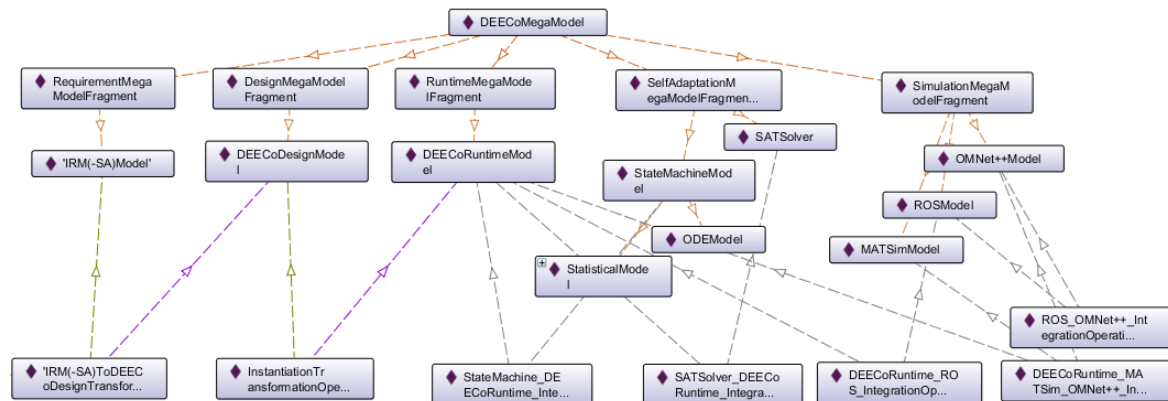 DEECoMegaModel
RequirementMega
ModelFragment
DesignMegaModel
Fragment
RuntimeMegaMode
lFragment
SelfAdaptationM
egaModelFragmen...
SimulationMegaM
odelFragment
SATSolver
'IRM(-SA)Model'
DEECoDesignMode
l
DEECoRuntimeMod
el
OMNet++Model
StateMachineMod
el
ROSModel
ODEModel
MATSimModel
StatisticalMode
l
ROS_OMNet++_Int
egrationOperati...
'IRM(-SA)ToDEEC
oDesignTransfor...
InstantiationTr
ansformationOpe...
StateMachine_DE
ECoRuntime_Inte...
SATSolver_DEECo
Runtime_Integra...
DEECoRuntime_RO
S_IntegrationOp...
DEECoRuntime_MA
TSim_OMNet++_In...